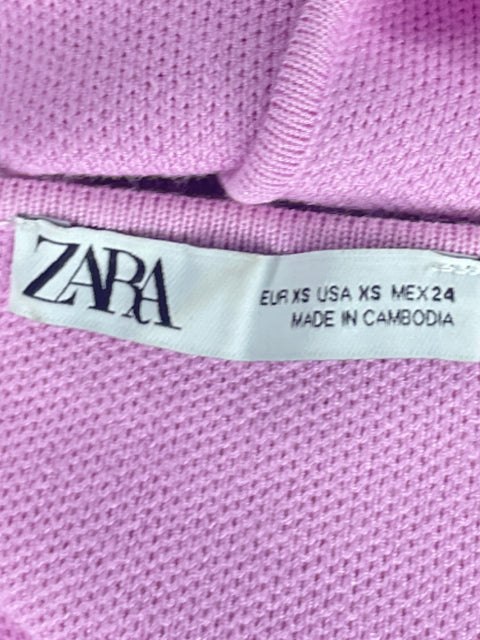 ZARA
EUR XS USA XS MEX 24
MADE IN CAMBODIA